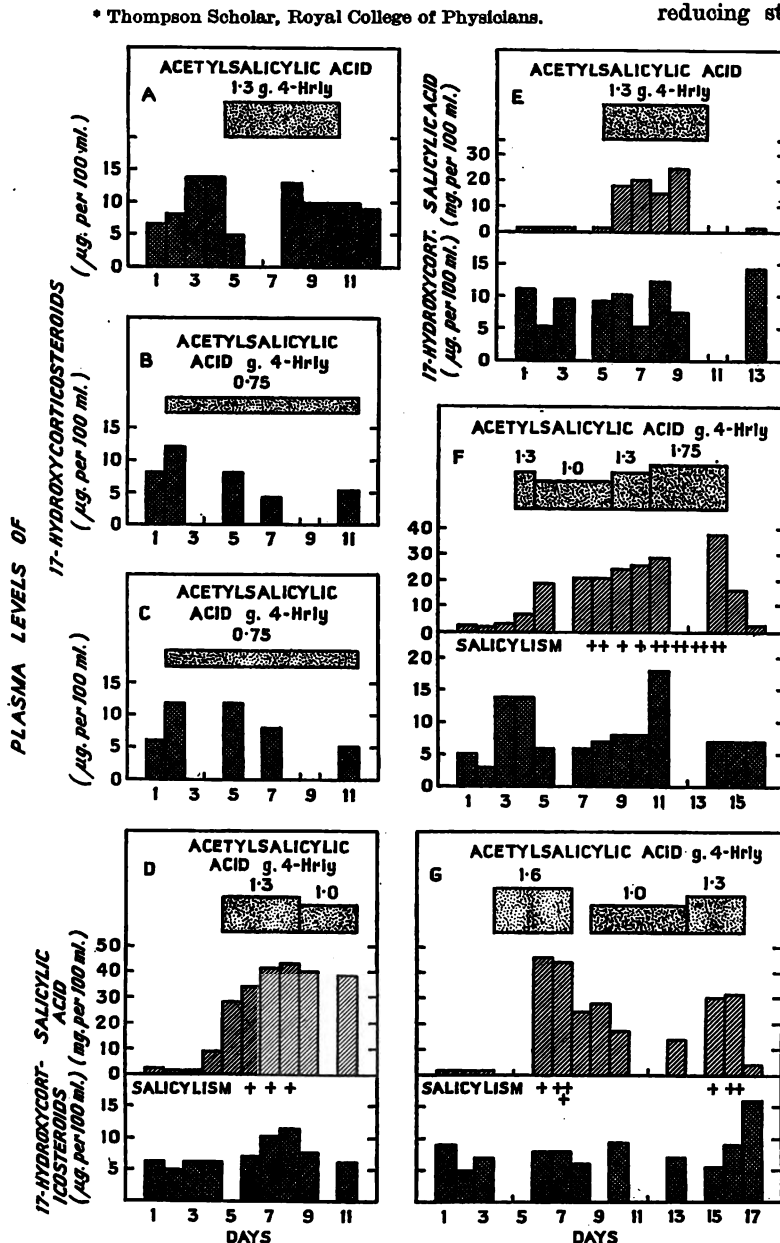 * Thompson Scholar, Royal College of Physicians.
reducing st
PLASMA LEVELS OF
17-HYDROXYCORTICOSTEROIDS
A
ACETYLSALICYLIC ACID
1·3 g. 4-Hrly
(µg. per 100 ml.)
15
10
5
0
1 3 5 7 9 11
B
ACETYLSALICYLIC
ACID g. 4-Hrly
0·75
(µg. per 100 ml.)
15
10
5
0
1 3 5 7 9 11
C
ACETYLSALICYLIC
ACID g. 4-Hrly
0·75
(µg. per 100 ml.)
15
10
5
0
1 3 5 7 9 11
D
ACETYLSALICYLIC
ACID g. 4-Hrly
1·3 1·0
SALICYLIC
ACID
(mg. per 100 ml.)
50
40
30
20
10
0
SALICYLISM + + +
17-HYDROXYCORT-
ICOSTEROIDS
(µg. per 100 ml.)
15
10
5
1 3 5 7 9 11
DAYS
E
ACETYLSALICYLIC ACID
1·3 g. 4-Hrly
SALICYLIC ACID
(mg. per 100 ml.)
30
20
10
0
17-HYDROXYCORT.
(µg. per 100 ml.)
15
10
5
0
1 3 5 7 9 11 13
F
ACETYLSALICYLIC ACID g. 4-Hrly
1·3 1·0 1·3 1·75
40
30
20
10
0
SALICYLISM ++ + + ++++++++
20
15
10
5
0
1 3 5 7 9 11 13 15
G
ACETYLSALICYLIC ACID g. 4-Hrly
1·6 1·0 1·3
SALICYLISM + ++ + ++
+
1 3 5 7 9 11 13 15 17
DAYS